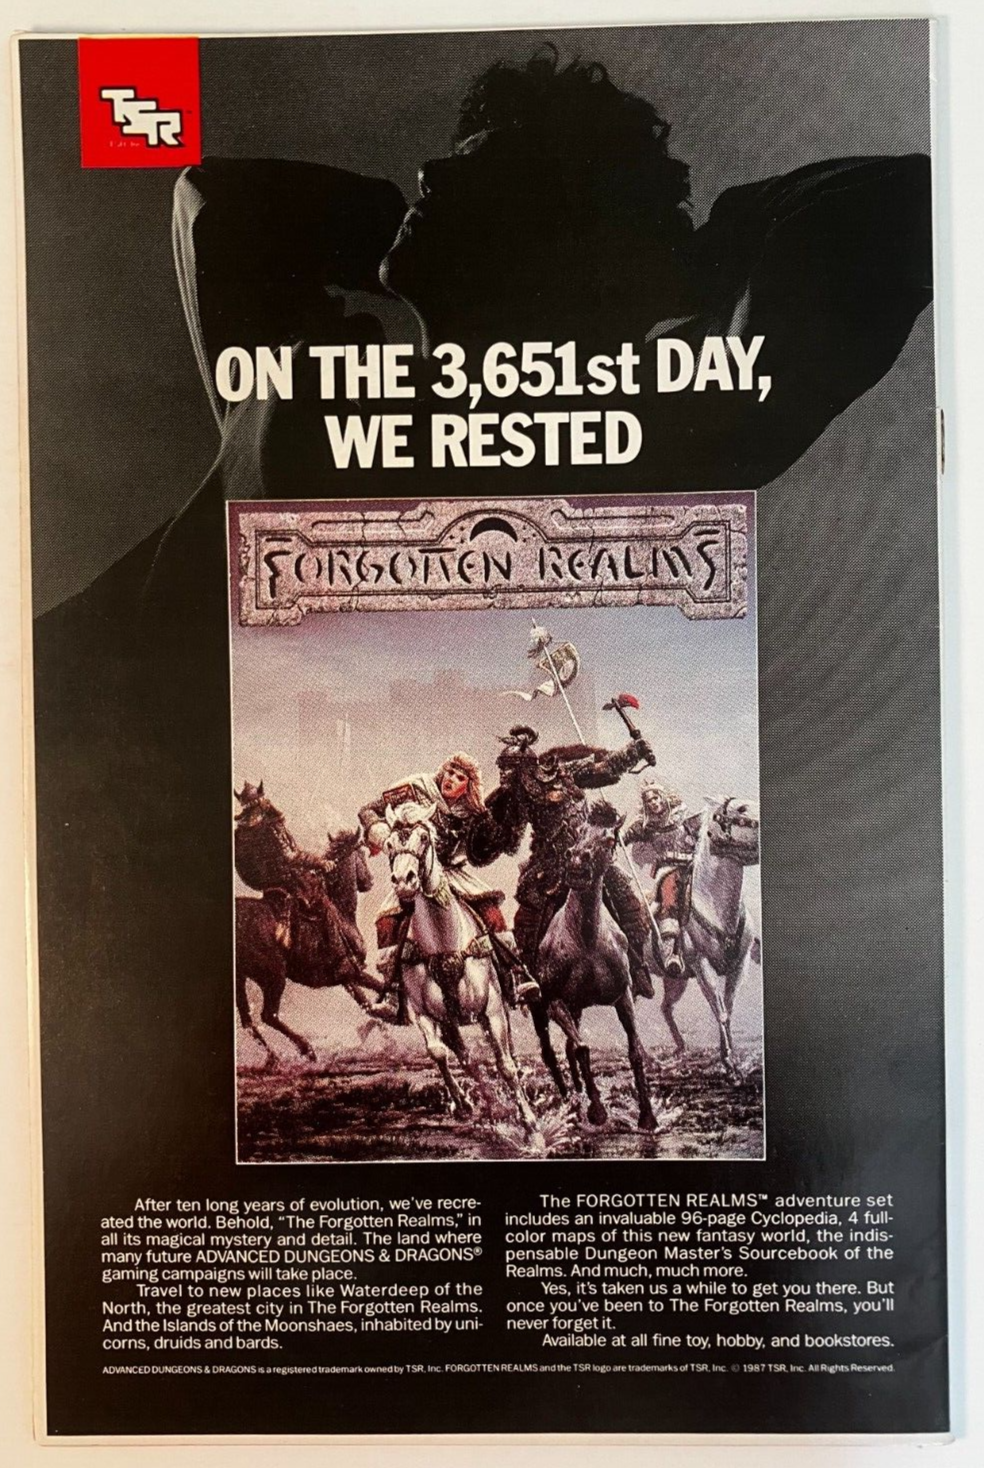 TSR
ON THE 3,651st DAY,
WE RESTED
FORGOTTEN REALMS
After ten long years of evolution, we've recre-
ated the world. Behold, "The Forgotten Realms," in
all its magical mystery and detail. The land where
many future ADVANCED DUNGEONS & DRAGONS®
gaming campaigns will take place.
Travel to new places like Waterdeep of the
North, the greatest city in The Forgotten Realms.
And the Islands of the Moonshaes, inhabited by uni-
corns, druids and bards.
The FORGOTTEN REALMS™ adventure set
includes an invaluable 96-page Cyclopedia, 4 full-
color maps of this new fantasy world, the indis-
pensable Dungeon Master's Sourcebook of the
Realms. And much, much more.
Yes, it's taken us a while to get you there. But
once you've been to The Forgotten Realms, you'll
never forget it.
Available at all fine toy, hobby, and bookstores.
ADVANCED DUNGEONS & DRAGONS is a registered trademark owned by TSR, Inc. FORGOTTEN REALMS and the TSR logo are trademarks of TSR, Inc. © 1987 TSR, Inc. All Rights Reserved.